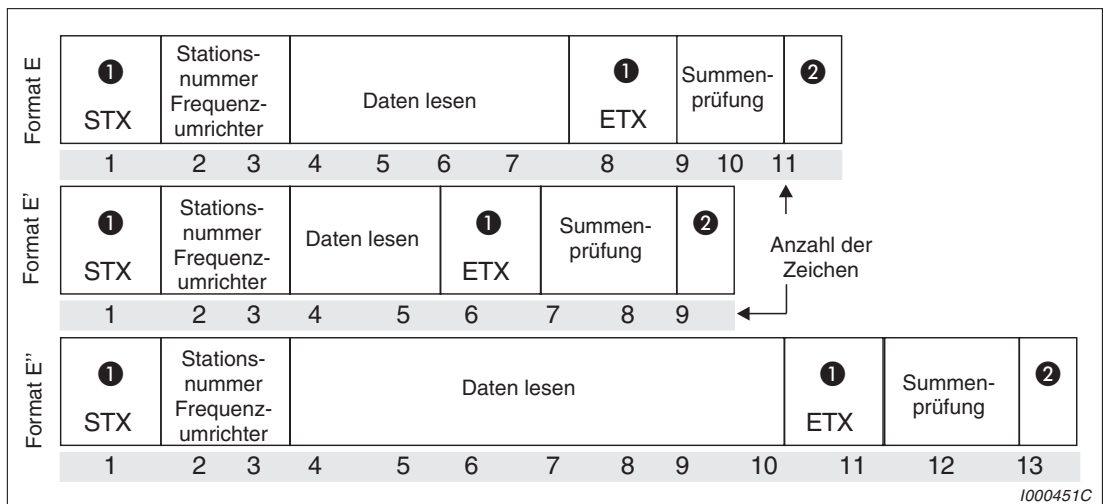 Format E
❶
STX
Stations-
nummer
Frequenz-
umrichter
Daten lesen
❶
ETX
Summen-
prüfung
❷
1 2 3 4 5 6 7 8 9 10 11
Format E'
❶
STX
Stations-
nummer
Frequenz-
umrichter
Daten lesen
❶
ETX
Summen-
prüfung
❷
Anzahl der
Zeichen
1 2 3 4 5 6 7 8 9
Format E''
❶
STX
Stations-
nummer
Frequenz-
umrichter
Daten lesen
❶
ETX
Summen-
prüfung
❷
1 2 3 4 5 6 7 8 9 10 11 12 13
I000451C